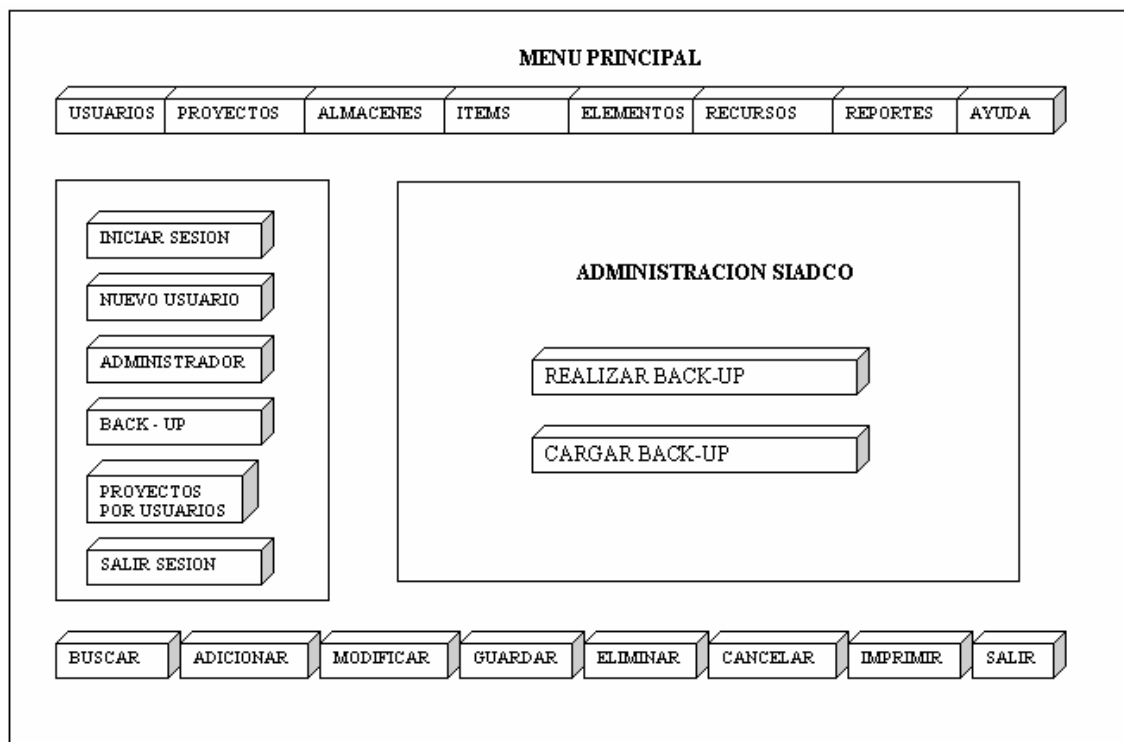 MENU PRINCIPAL
USUARIOS PROYECTOS ALMACENES ITEMS ELEMENTOS RECURSOS REPORTES AYUDA
INICIAR SESION
NUEVO USUARIO
ADMINISTRADOR
BACK - UP
PROYECTOS
POR USUARIOS
SALIR SESION
ADMINISTRACION SIADCO
REALIZAR BACK-UP
CARGAR BACK-UP
BUSCAR ADICIONAR MODIFICAR GUARDAR ELIMINAR CANCELAR IMPRIMIR SALIR